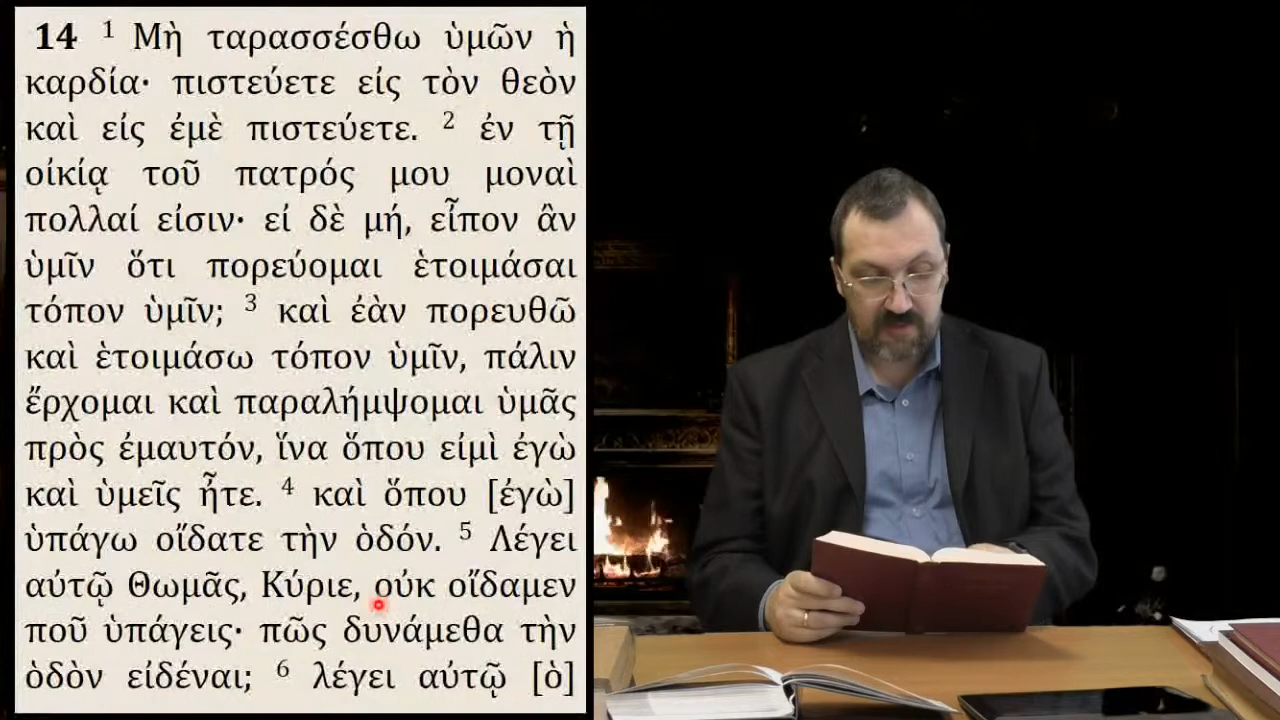 14 1 Μὴ ταρασσέσθω ὑμῶν ἡ
καρδία· πιστεύετε εἰς τὸν θεὸν
καὶ εἰς ἐμὲ πιστεύετε. 2 ἐν τῇ
οἰκίᾳ τοῦ πατρός μου μοναὶ
πολλαί εἰσιν· εἰ δὲ μή, εἶπον ἂν
ὑμῖν ὅτι πορεύομαι ἑτοιμάσαι
τόπον ὑμῖν; 3 καὶ ἐὰν πορευθῶ
καὶ ἑτοιμάσω τόπον ὑμῖν, πάλιν
ἔρχομαι καὶ παραλήμψομαι ὑμᾶς
πρὸς ἐμαυτόν, ἵνα ὅπου εἰμὶ ἐγὼ
καὶ ὑμεῖς ἦτε. 4 καὶ ὅπου [ἐγὼ]
ὑπάγω οἴδατε τὴν ὁδόν. 5 Λέγει
αὐτῷ Θωμᾶς, Κύριε, οὐκ οἴδαμεν
ποῦ ὑπάγεις· πῶς δυνάμεθα τὴν
ὁδὸν εἰδέναι; 6 λέγει αὐτῷ [ὁ]